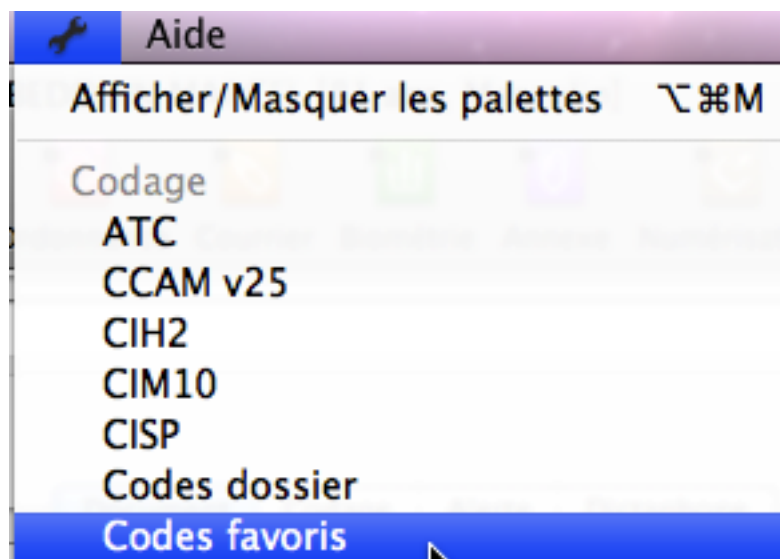 Aide
Afficher/Masquer les palettes ⌥⌘M
Codage
ATC
CCAM v25
CIH2
CIM10
CISP
Codes dossier
Codes favoris